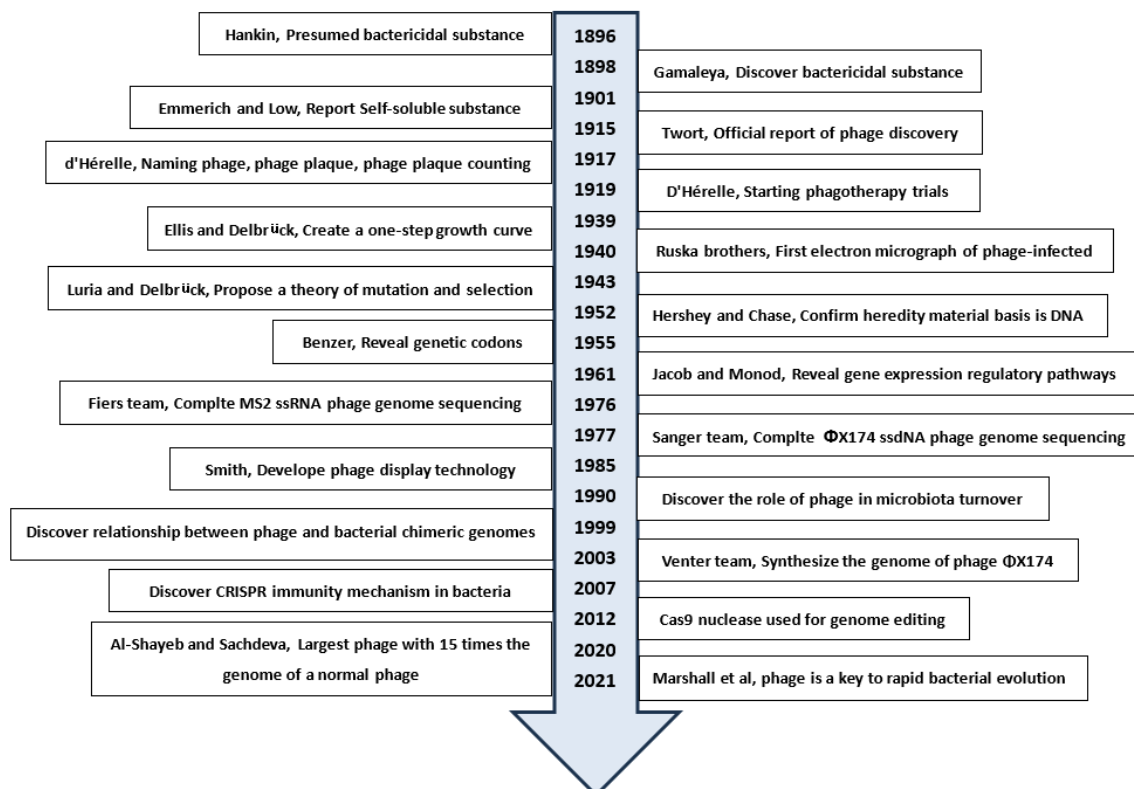 Hankin, Presumed bactericidal substance
1896
1898
Gamaleya, Discover bactericidal substance
Emmerich and Low, Report Self-soluble substance
1901
1915
Twort, Official report of phage discovery
d'Hérelle, Naming phage, phage plaque, phage plaque counting
1917
1919
D'Hérelle, Starting phagotherapy trials
Ellis and Delbrück, Create a one-step growth curve
1939
1940
Ruska brothers, First electron micrograph of phage-infected
Luria and Delbrück, Propose a theory of mutation and selection
1943
1952
Hershey and Chase, Confirm heredity material basis is DNA
Benzer, Reveal genetic codons
1955
1961
Jacob and Monod, Reveal gene expression regulatory pathways
Fiers team, Complte MS2 ssRNA phage genome sequencing
1976
1977
Sanger team, Complte ΦX174 ssdNA phage genome sequencing
Smith, Develope phage display technology
1985
1990
Discover the role of phage in microbiota turnover
Discover relationship between phage and bacterial chimeric genomes
1999
2003
Venter team, Synthesize the genome of phage ΦX174
Discover CRISPR immunity mechanism in bacteria
2007
2012
Cas9 nuclease used for genome editing
Al-Shayeb and Sachdeva, Largest phage with 15 times the
genome of a normal phage
2020
2021
Marshall et al, phage is a key to rapid bacterial evolution